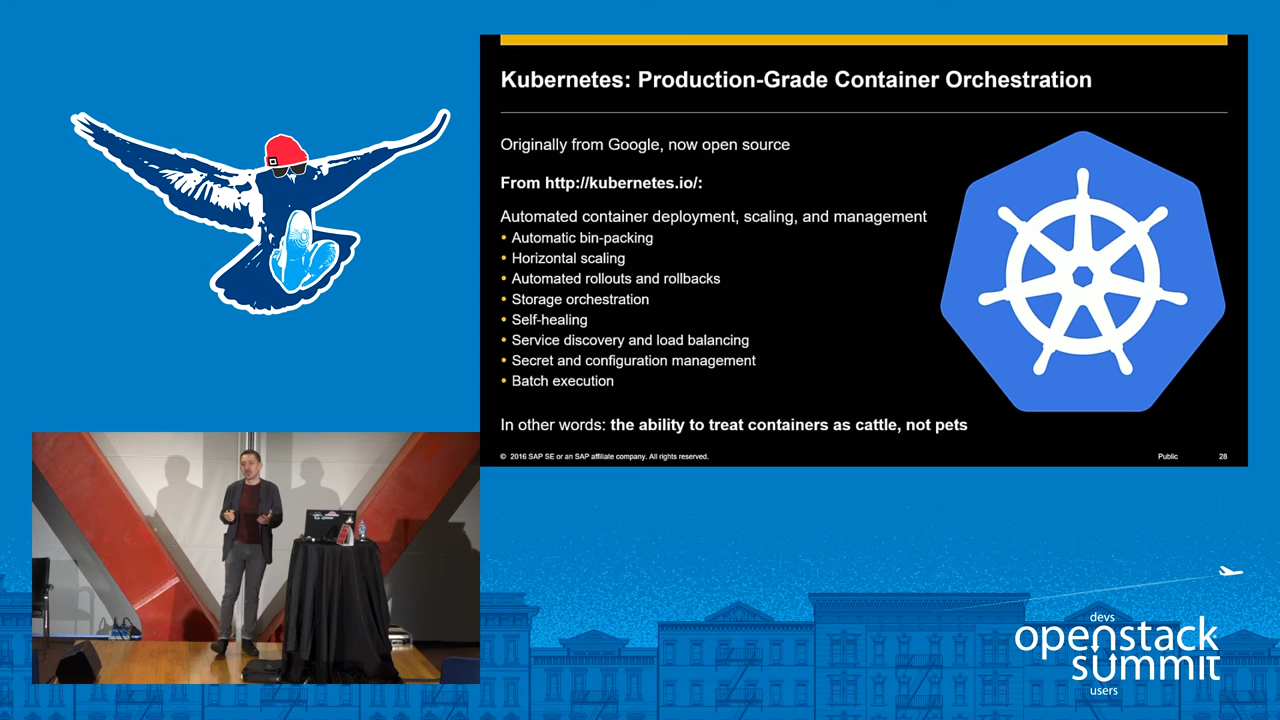 Kubernetes: Production-Grade Container Orchestration
Originally from Google, now open source
From http://kubernetes.io/:
Automated container deployment, scaling, and management
• Automatic bin-packing
• Horizontal scaling
• Automated rollouts and rollbacks
• Storage orchestration
• Self-healing
• Service discovery and load balancing
• Secret and configuration management
• Batch execution
In other words: the ability to treat containers as cattle, not pets
© 2016 SAP SE or an SAP affiliate company. All rights reserved.
Public
28
devs
openstack
summit
users